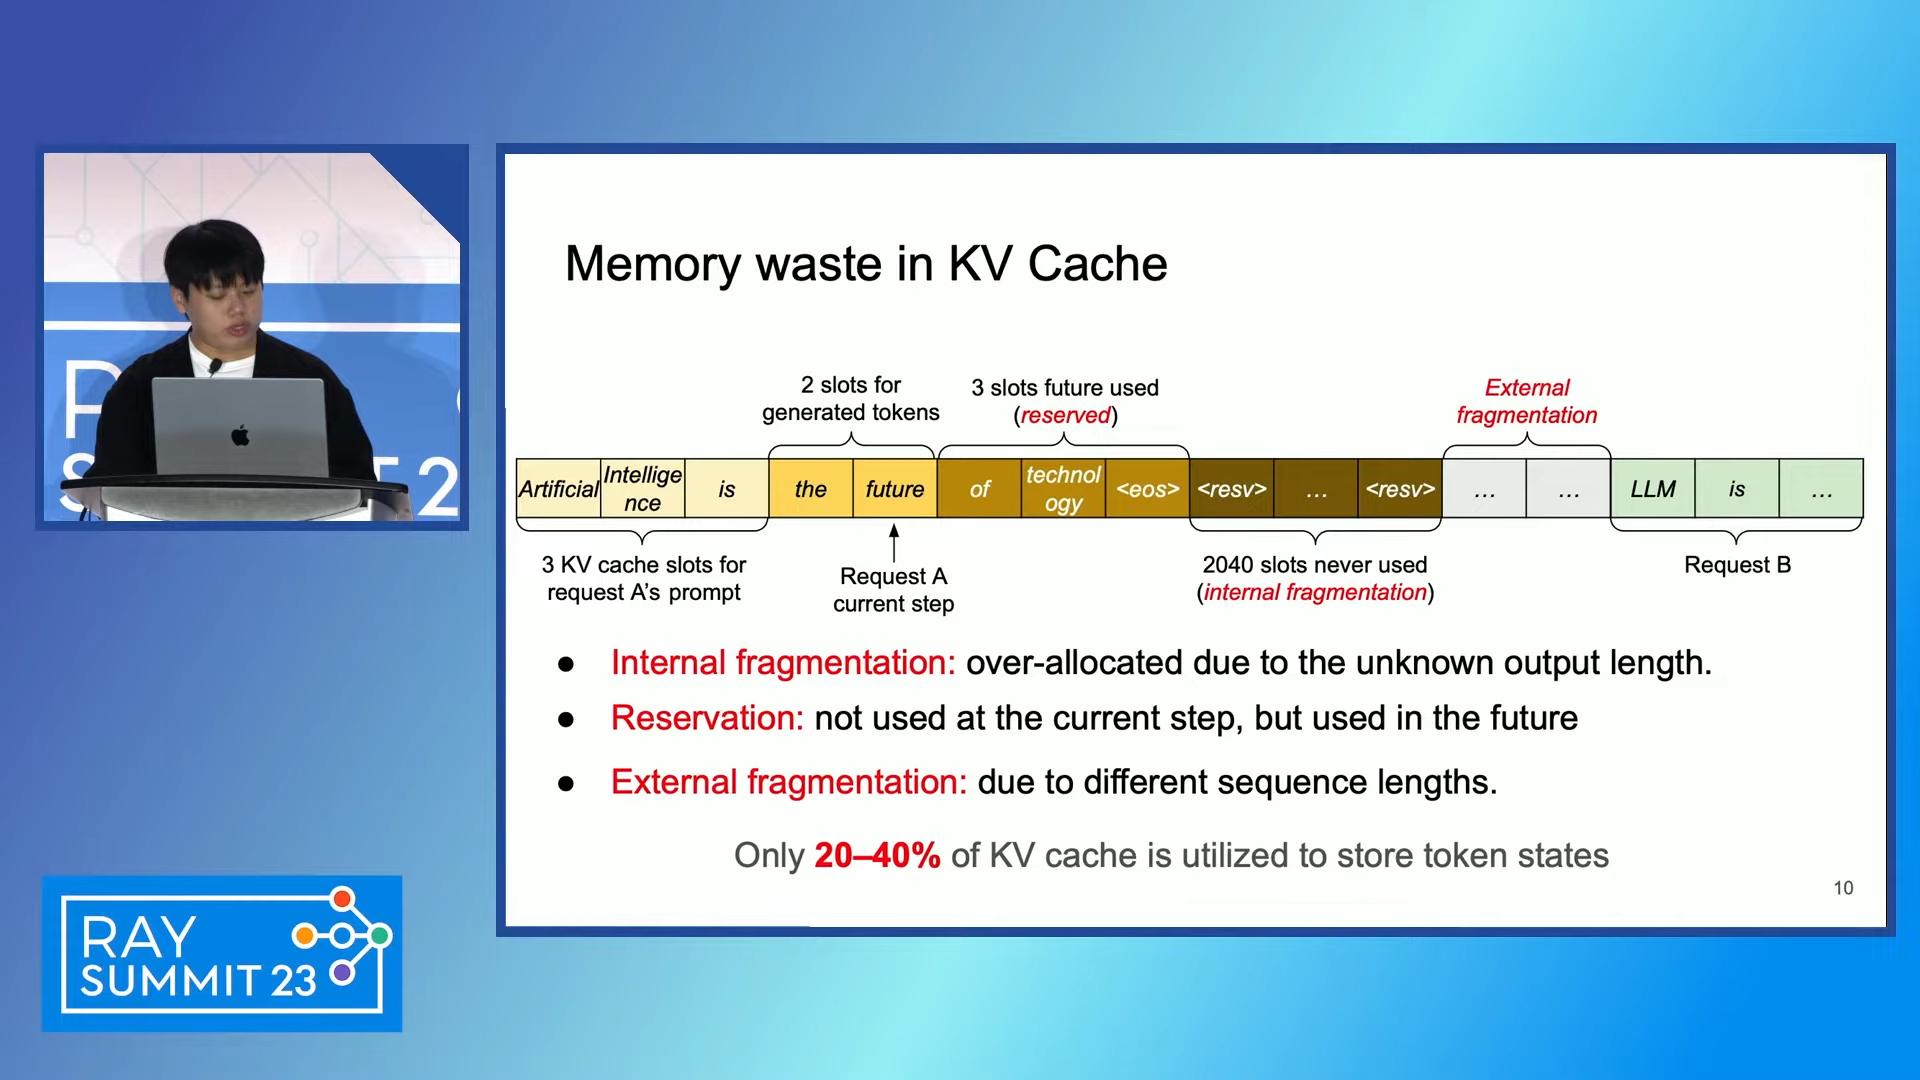 Memory waste in KV Cache
2 slots for
generated tokens
3 slots future used
(reserved)
External
fragmentation
Artificial Intellige nce is the future of technol ogy <eos> <resv> ... <resv> ... ... LLM is ...
3 KV cache slots for
request A's prompt
Request A
current step
2040 slots never used
(internal fragmentation)
Request B
● Internal fragmentation: over-allocated due to the unknown output length.
● Reservation: not used at the current step, but used in the future
● External fragmentation: due to different sequence lengths.
Only 20–40% of KV cache is utilized to store token states
10
RAY
SUMMIT 23